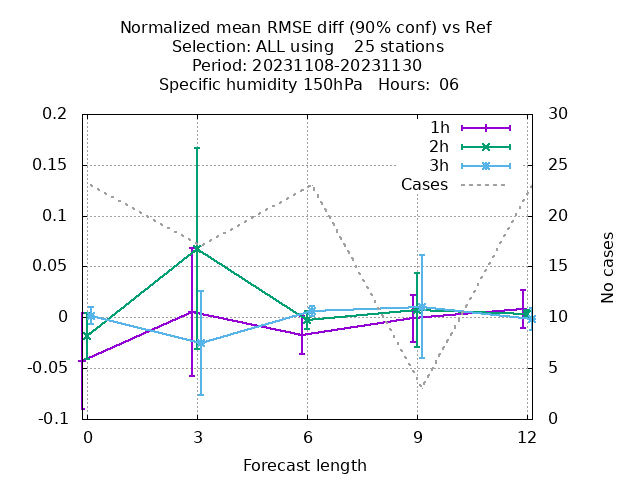 Normalized mean RMSE diff (90% conf) vs Ref
Selection: ALL using    25 stations
Period: 20231108-20231130
Specific humidity 150hPa   Hours:  06
0.2
0.15
0.1
0.05
0
-0.05
-0.1
30
25
20
15
10
5
0
1h
2h
3h
Cases
No cases
0 3 6 9 12
Forecast length